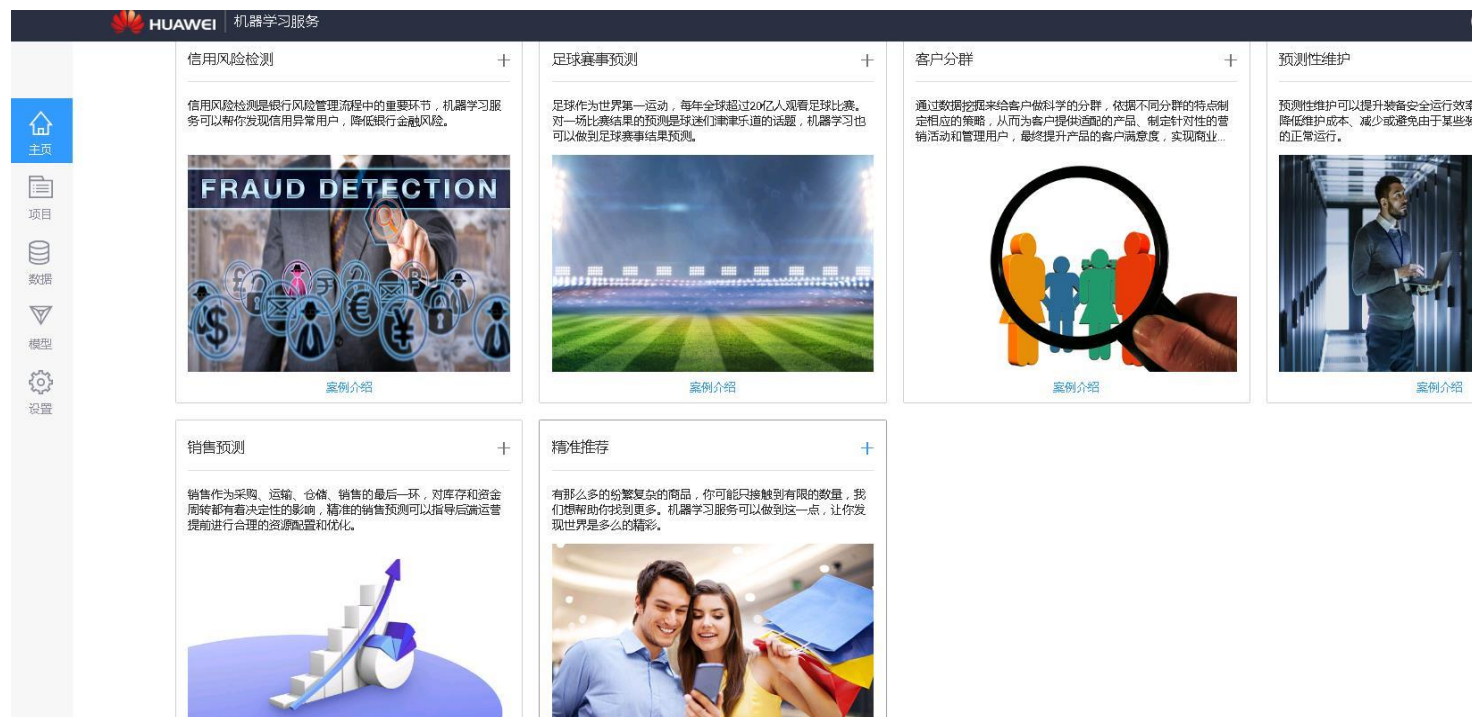 HUAWEI 机器学习服务
主页
项目
数据
模型
设置
信用风险检测
信用风险检测是银行风险管理流程中的重要环节，机器学习服
务可以帮你发现信用异常用户，降低银行金融风险。
FRAUD DETECTION
案例介绍
足球赛事预测
足球作为世界第一运动，每年全球超过20亿人观看足球比赛。
对一场比赛结果的预测是球迷们津津乐道的话题，机器学习也
可以做到足球赛事结果预测。
案例介绍
客户分群
通过数据挖掘来给客户做科学的分群，依据不同分群的特点制
定相应的策略，从而为客户提供适配的产品、制定针对性的营
销活动和管理用户，最终提升产品的客户满意度，实现商业...
案例介绍
预测性维护
预测性维护可以提升装备安全运行效率
降低维护成本、减少或避免由于某些装
的正常运行。
案例介绍
销售预测
销售作为采购、运输、仓储、销售的最后一环，对库存和资金
周转都有着决定性的影响，精准的销售预测可以指导后端运营
提前进行合理的资源配置和优化。
精准推荐
有那么多的纷繁复杂的商品，你可能只接触到有限的数量，我
们想帮助你找到更多。机器学习服务可以做到这一点，让你发
现世界是多么的精彩。